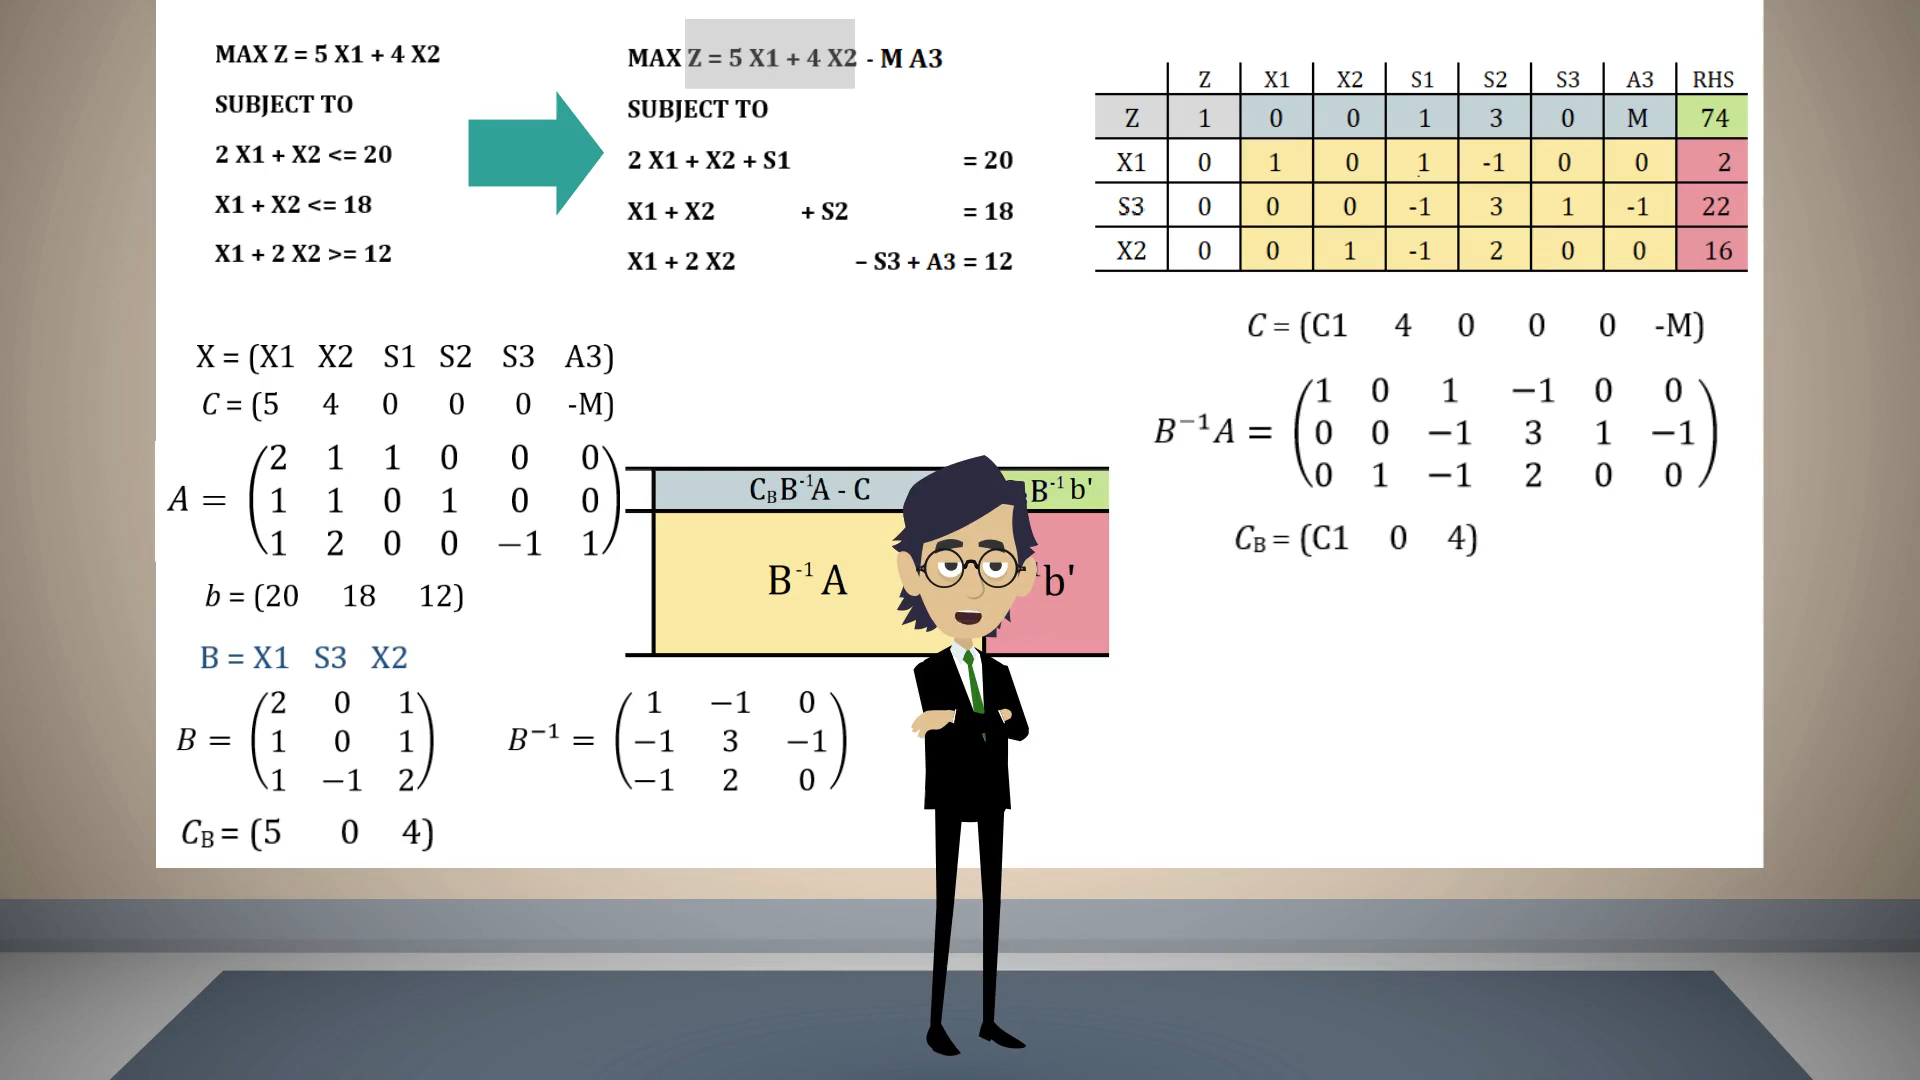 MAX Z = 5 X1 + 4 X2
SUBJECT TO
2 X1 + X2 <= 20
X1 + X2 <= 18
X1 + 2 X2 >= 12
MAX Z = 5 X1 + 4 X2 - M A3
SUBJECT TO
2 X1 + X2 + S1 = 20
X1 + X2 + S2 = 18
X1 + 2 X2 – S3 + A3 = 12
Z X1 X2 S1 S2 S3 A3 RHS
Z 1 0 0 1 3 0 M 74
X1 0 1 0 1 -1 0 0 2
S3 0 0 0 -1 3 1 -1 22
X2 0 0 1 -1 2 0 0 16
X = (X1 X2 S1 S2 S3 A3)
C = (5 4 0 0 0 -M)
A = (2 1 1 0 0 0
1 1 0 1 0 0
1 2 0 0 −1 1)
b = (20 18 12)
B = X1 S3 X2
B = (2 0 1
1 0 1
1 −1 2)
C_B = (5 0 4)
C_B B⁻¹A - C
B⁻¹ b'
B⁻¹ A
b'
B⁻¹ = (1 −1 0
−1 3 −1
−1 2 0)
C = (C1 4 0 0 0 -M)
B⁻¹A = (1 0 1 −1 0 0
0 0 −1 3 1 −1
0 1 −1 2 0 0)
C_B = (C1 0 4)